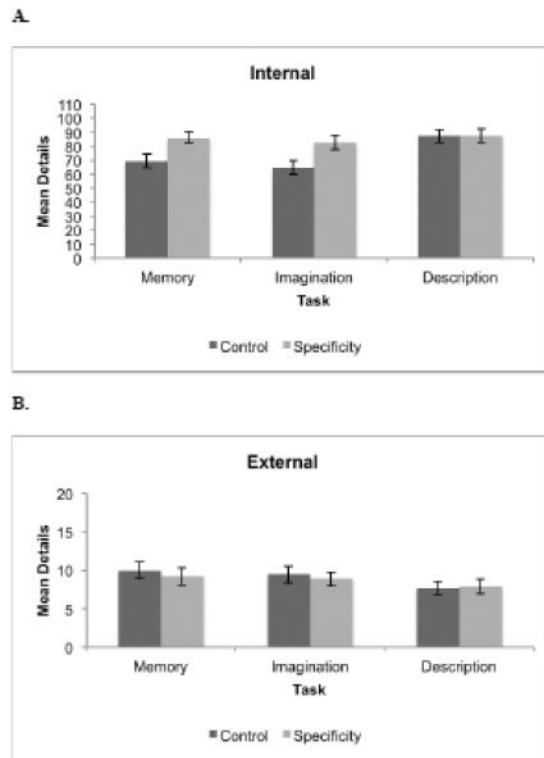 A.
Internal
Mean Details
110
100
90
80
70
60
50
40
30
20
10
0
Memory Imagination Description
Task
Control Specificity
B.
External
Mean Details
20
15
10
5
0
Memory Imagination Description
Task
Control Specificity